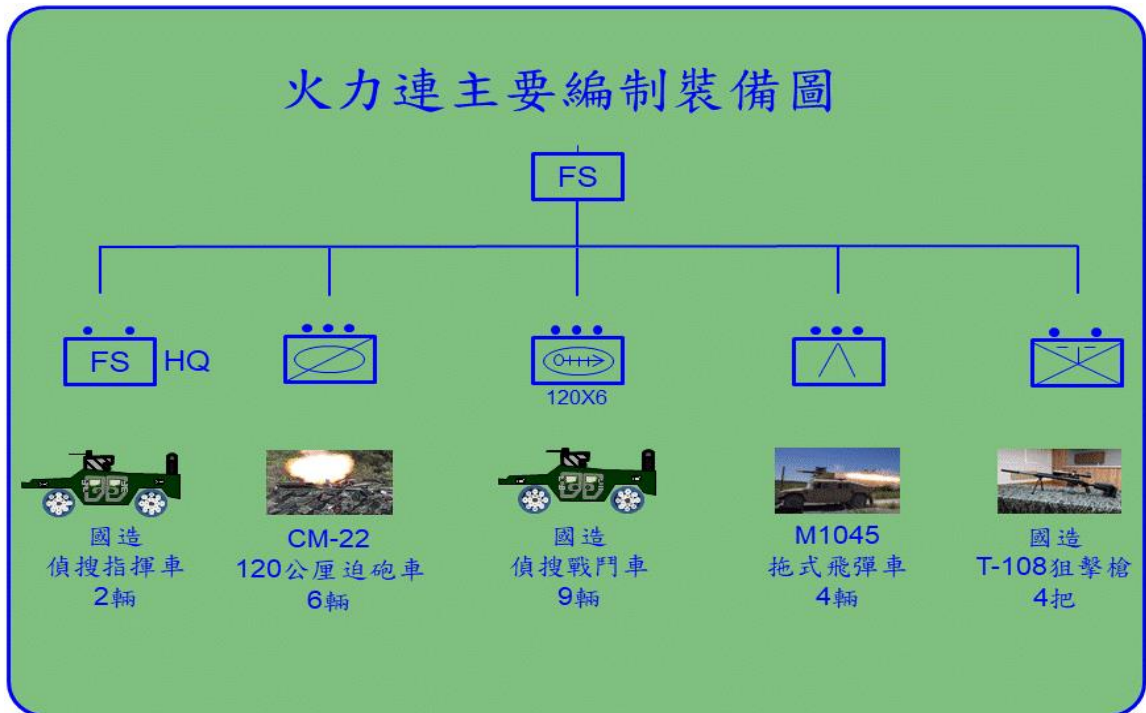 火力連主要編制裝備圖
FS
FS HQ
120X6
國造
偵搜指揮車
2輛
CM-22
120公厘迫砲車
6輛
國造
偵搜戰鬥車
9輛
M1045
拖式飛彈車
4輛
國造
T-108狙擊槍
4把